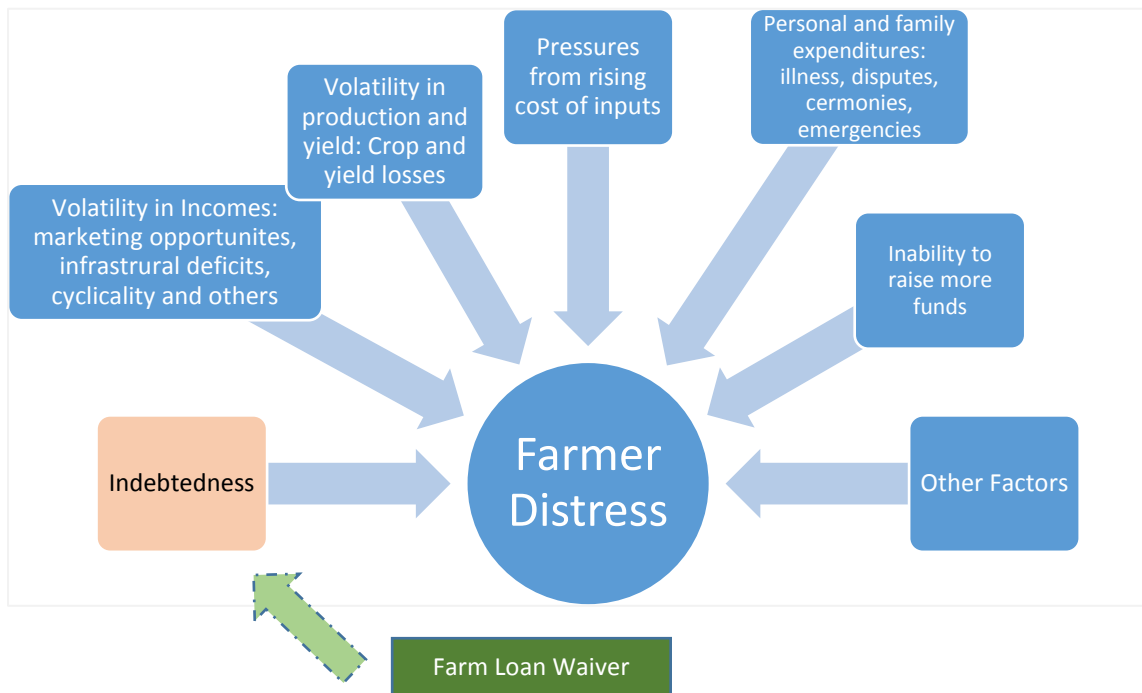 Personal and family
expenditures:
illness, disputes,
cermonies,
emergencies
Pressures
from rising
cost of inputs
Volatility in
production and
yield: Crop and
yield losses
Volatility in Incomes:
marketing opportunites,
infrastrural deficits,
cyclicality and others
Inability to
raise more
funds
Indebtedness
Farmer
Distress
Other Factors
Farm Loan Waiver